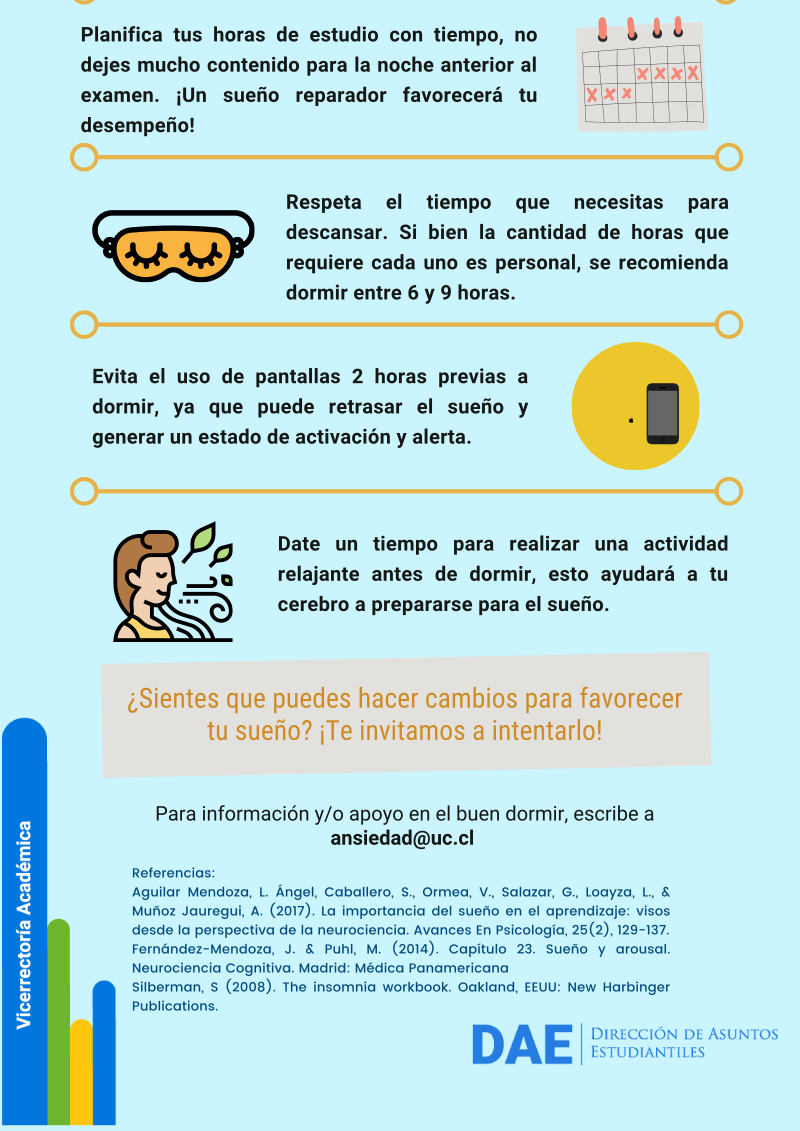 Planifica tus horas de estudio con tiempo, no
dejes mucho contenido para la noche anterior al
examen. ¡Un sueño reparador favorecerá tu
desempeño!
Respeta el tiempo que necesitas para
descansar. Si bien la cantidad de horas que
requiere cada uno es personal, se recomienda
dormir entre 6 y 9 horas.
Evita el uso de pantallas 2 horas previas a
dormir, ya que puede retrasar el sueño y
generar un estado de activación y alerta.
Date un tiempo para realizar una actividad
relajante antes de dormir, esto ayudará a tu
cerebro a prepararse para el sueño.
¿Sientes que puedes hacer cambios para favorecer
tu sueño? ¡Te invitamos a intentarlo!
Para información y/o apoyo en el buen dormir, escribe a
ansiedad@uc.cl
Referencias:
Aguilar Mendoza, L. Ángel, Caballero, S., Ormea, V., Salazar, G., Loayza, L., &
Muñoz Jauregui, A. (2017). La importancia del sueño en el aprendizaje: visos
desde la perspectiva de la neurociencia. Avances En Psicología, 25(2), 129-137.
Fernández-Mendoza, J. & Puhl, M. (2014). Capítulo 23. Sueño y arousal.
Neurociencia Cognitiva. Madrid: Médica Panamericana
Silberman, S (2008). The insomnia workbook. Oakland, EEUU: New Harbinger
Publications.
Vicerrectoría Académica
DAE
Dirección de Asuntos
Estudiantiles